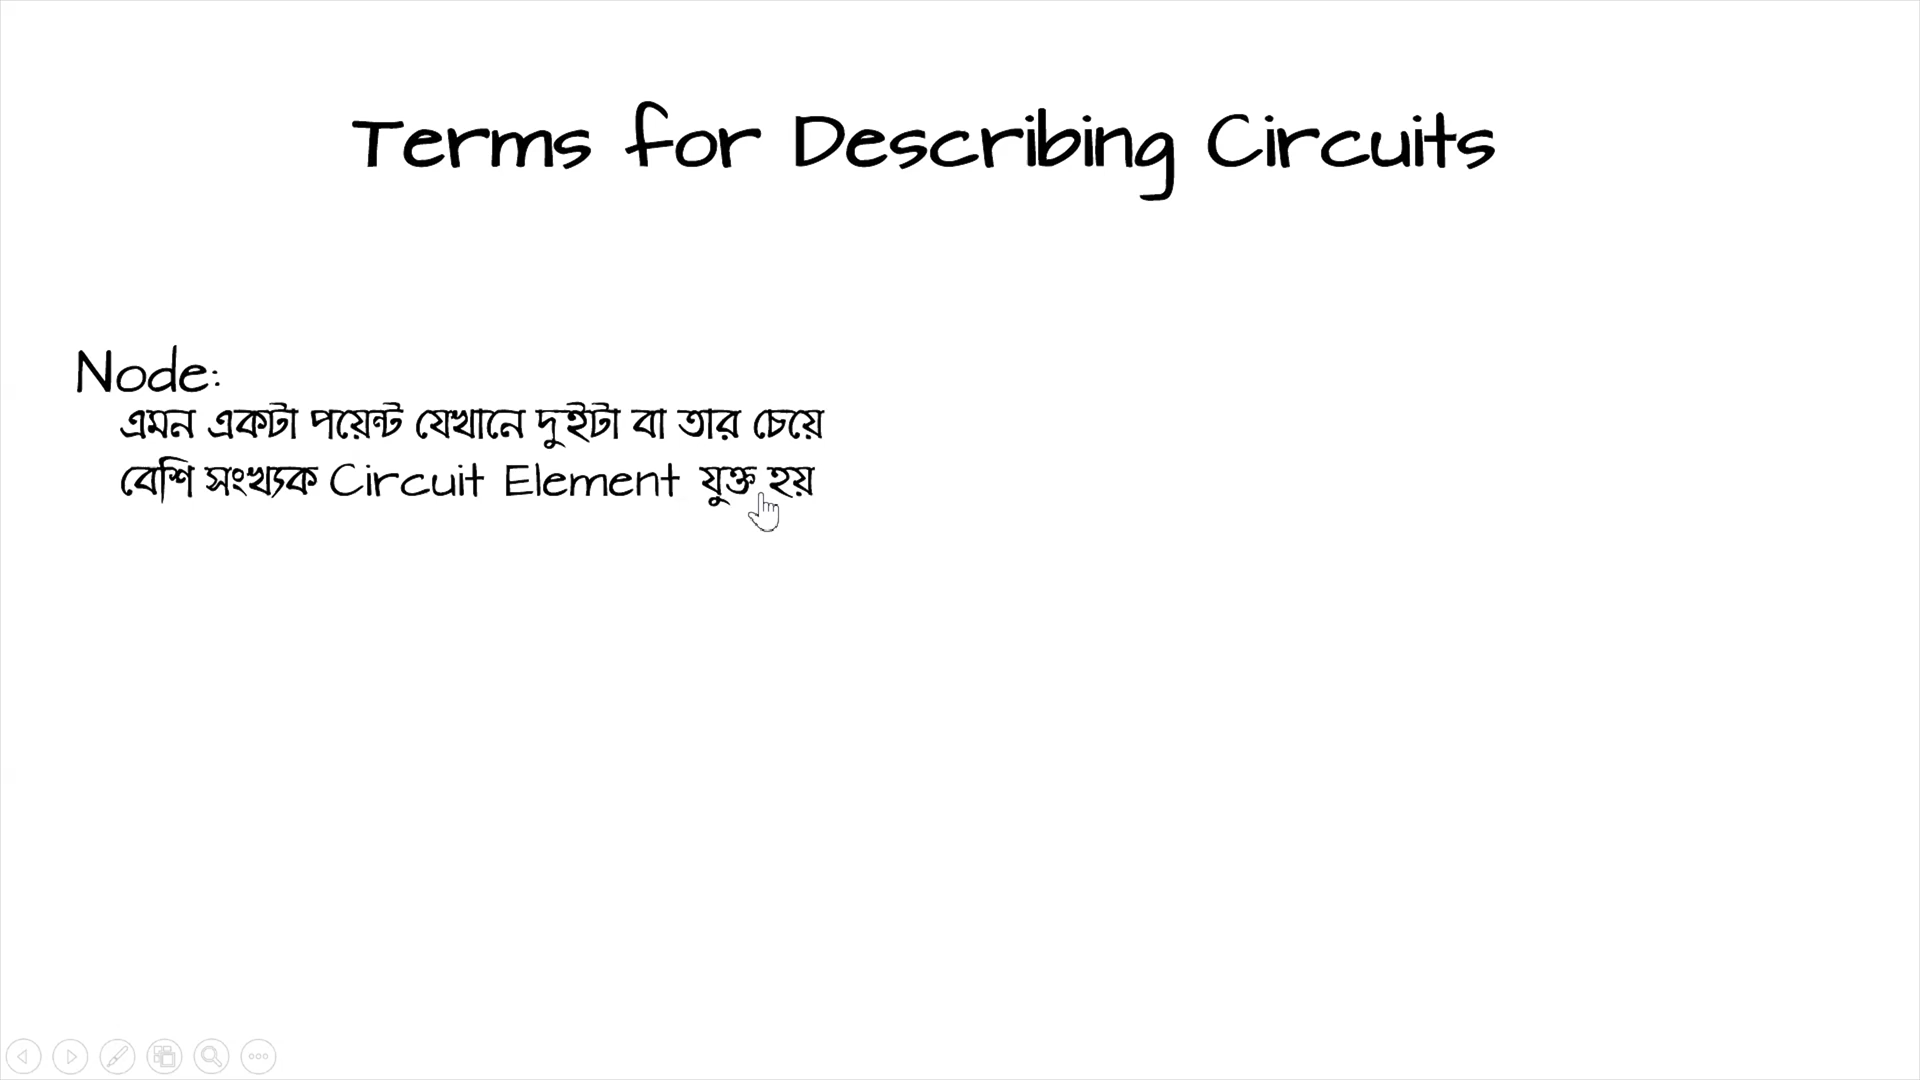 Terms for Describing Circuits
Node:
এমন একটা পয়েন্ট যেখানে দুইটা বা তার চেয়ে
বেশি সংখ্যক Circuit Element যুক্ত হয়